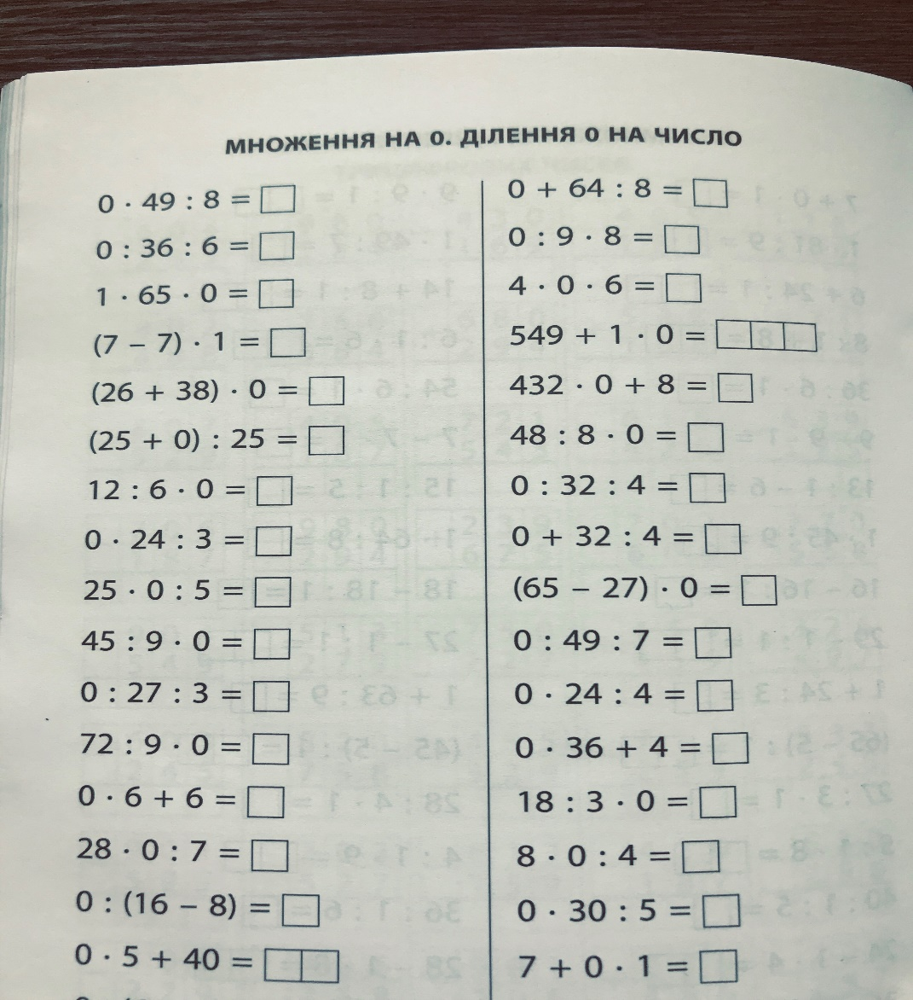 МНОЖЕННЯ НА 0. ДІЛЕННЯ 0 НА ЧИСЛО
0 · 49 : 8 =
0 : 36 : 6 =
1 · 65 · 0 =
(7 – 7) · 1 =
(26 + 38) · 0 =
(25 + 0) : 25 =
12 : 6 · 0 =
0 · 24 : 3 =
25 · 0 : 5 =
45 : 9 · 0 =
0 : 27 : 3 =
72 : 9 · 0 =
0 · 6 + 6 =
28 · 0 : 7 =
0 : (16 – 8) =
0 · 5 + 40 =
0 + 64 : 8 =
0 : 9 · 8 =
4 · 0 · 6 =
549 + 1 · 0 =
432 · 0 + 8 =
48 : 8 · 0 =
0 : 32 : 4 =
0 + 32 : 4 =
(65 – 27) · 0 =
0 : 49 : 7 =
0 · 24 : 4 =
0 · 36 + 4 =
18 : 3 · 0 =
8 · 0 : 4 =
0 · 30 : 5 =
7 + 0 · 1 =